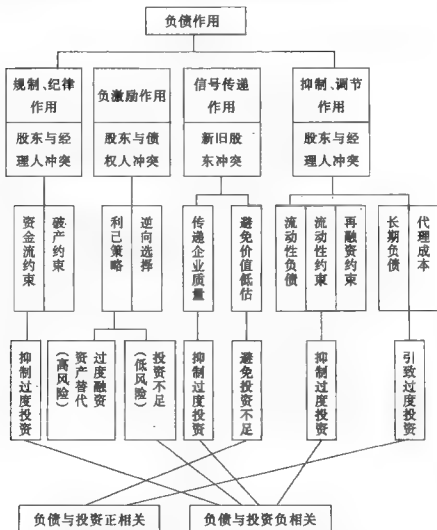 负债作用
规制、纪律
作用
股东与经
理人冲突
负激励作用
股东与债
权人冲突
信号传递
作用
新旧股
东冲突
抑制、调节
作用
股东与经
理人冲突
资金流约束
破产约束
利己策略
逆向选择
传递企业质量
避免价值低估
流动性负债
流动性约束
再融资约束
长期负债
代理成本
抑制过度投资
(高风险)
资产替代
过度融资
(低风险)
投资不足
抑制过度投资
避免投资不足
抑制过度投资
引致过度投资
负债与投资正相关
负债与投资负相关